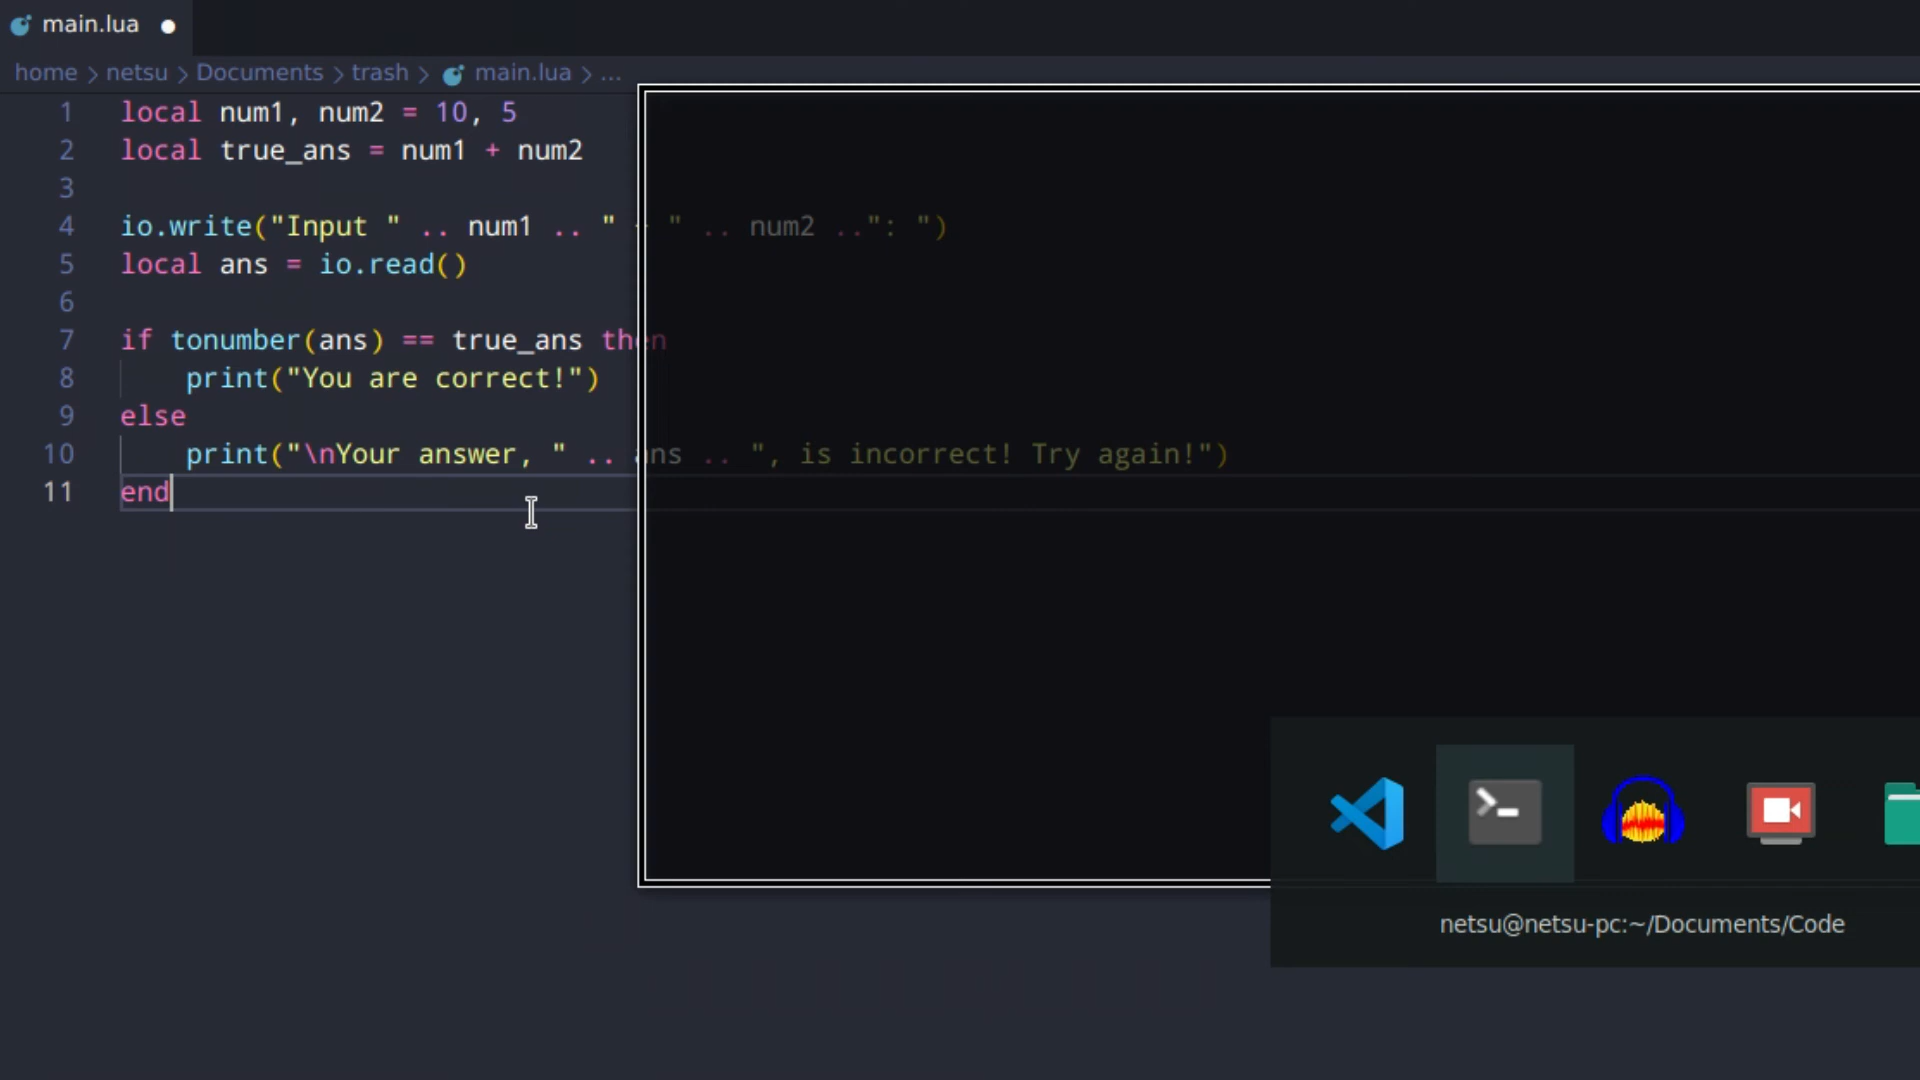 main.lua
home > netsu > Documents > trash > main.lua > ...
1 local num1, num2 = 10, 5
2 local true_ans = num1 + num2
3
4 io.write("Input " .. num1 .. " + " .. num2 ..": ")
5 local ans = io.read()
6
7 if tonumber(ans) == true_ans then
8     print("You are correct!")
9 else
10     print("\nYour answer, " .. ans .. ", is incorrect! Try again!")
11 end
netsu@netsu-pc:~/Documents/Code